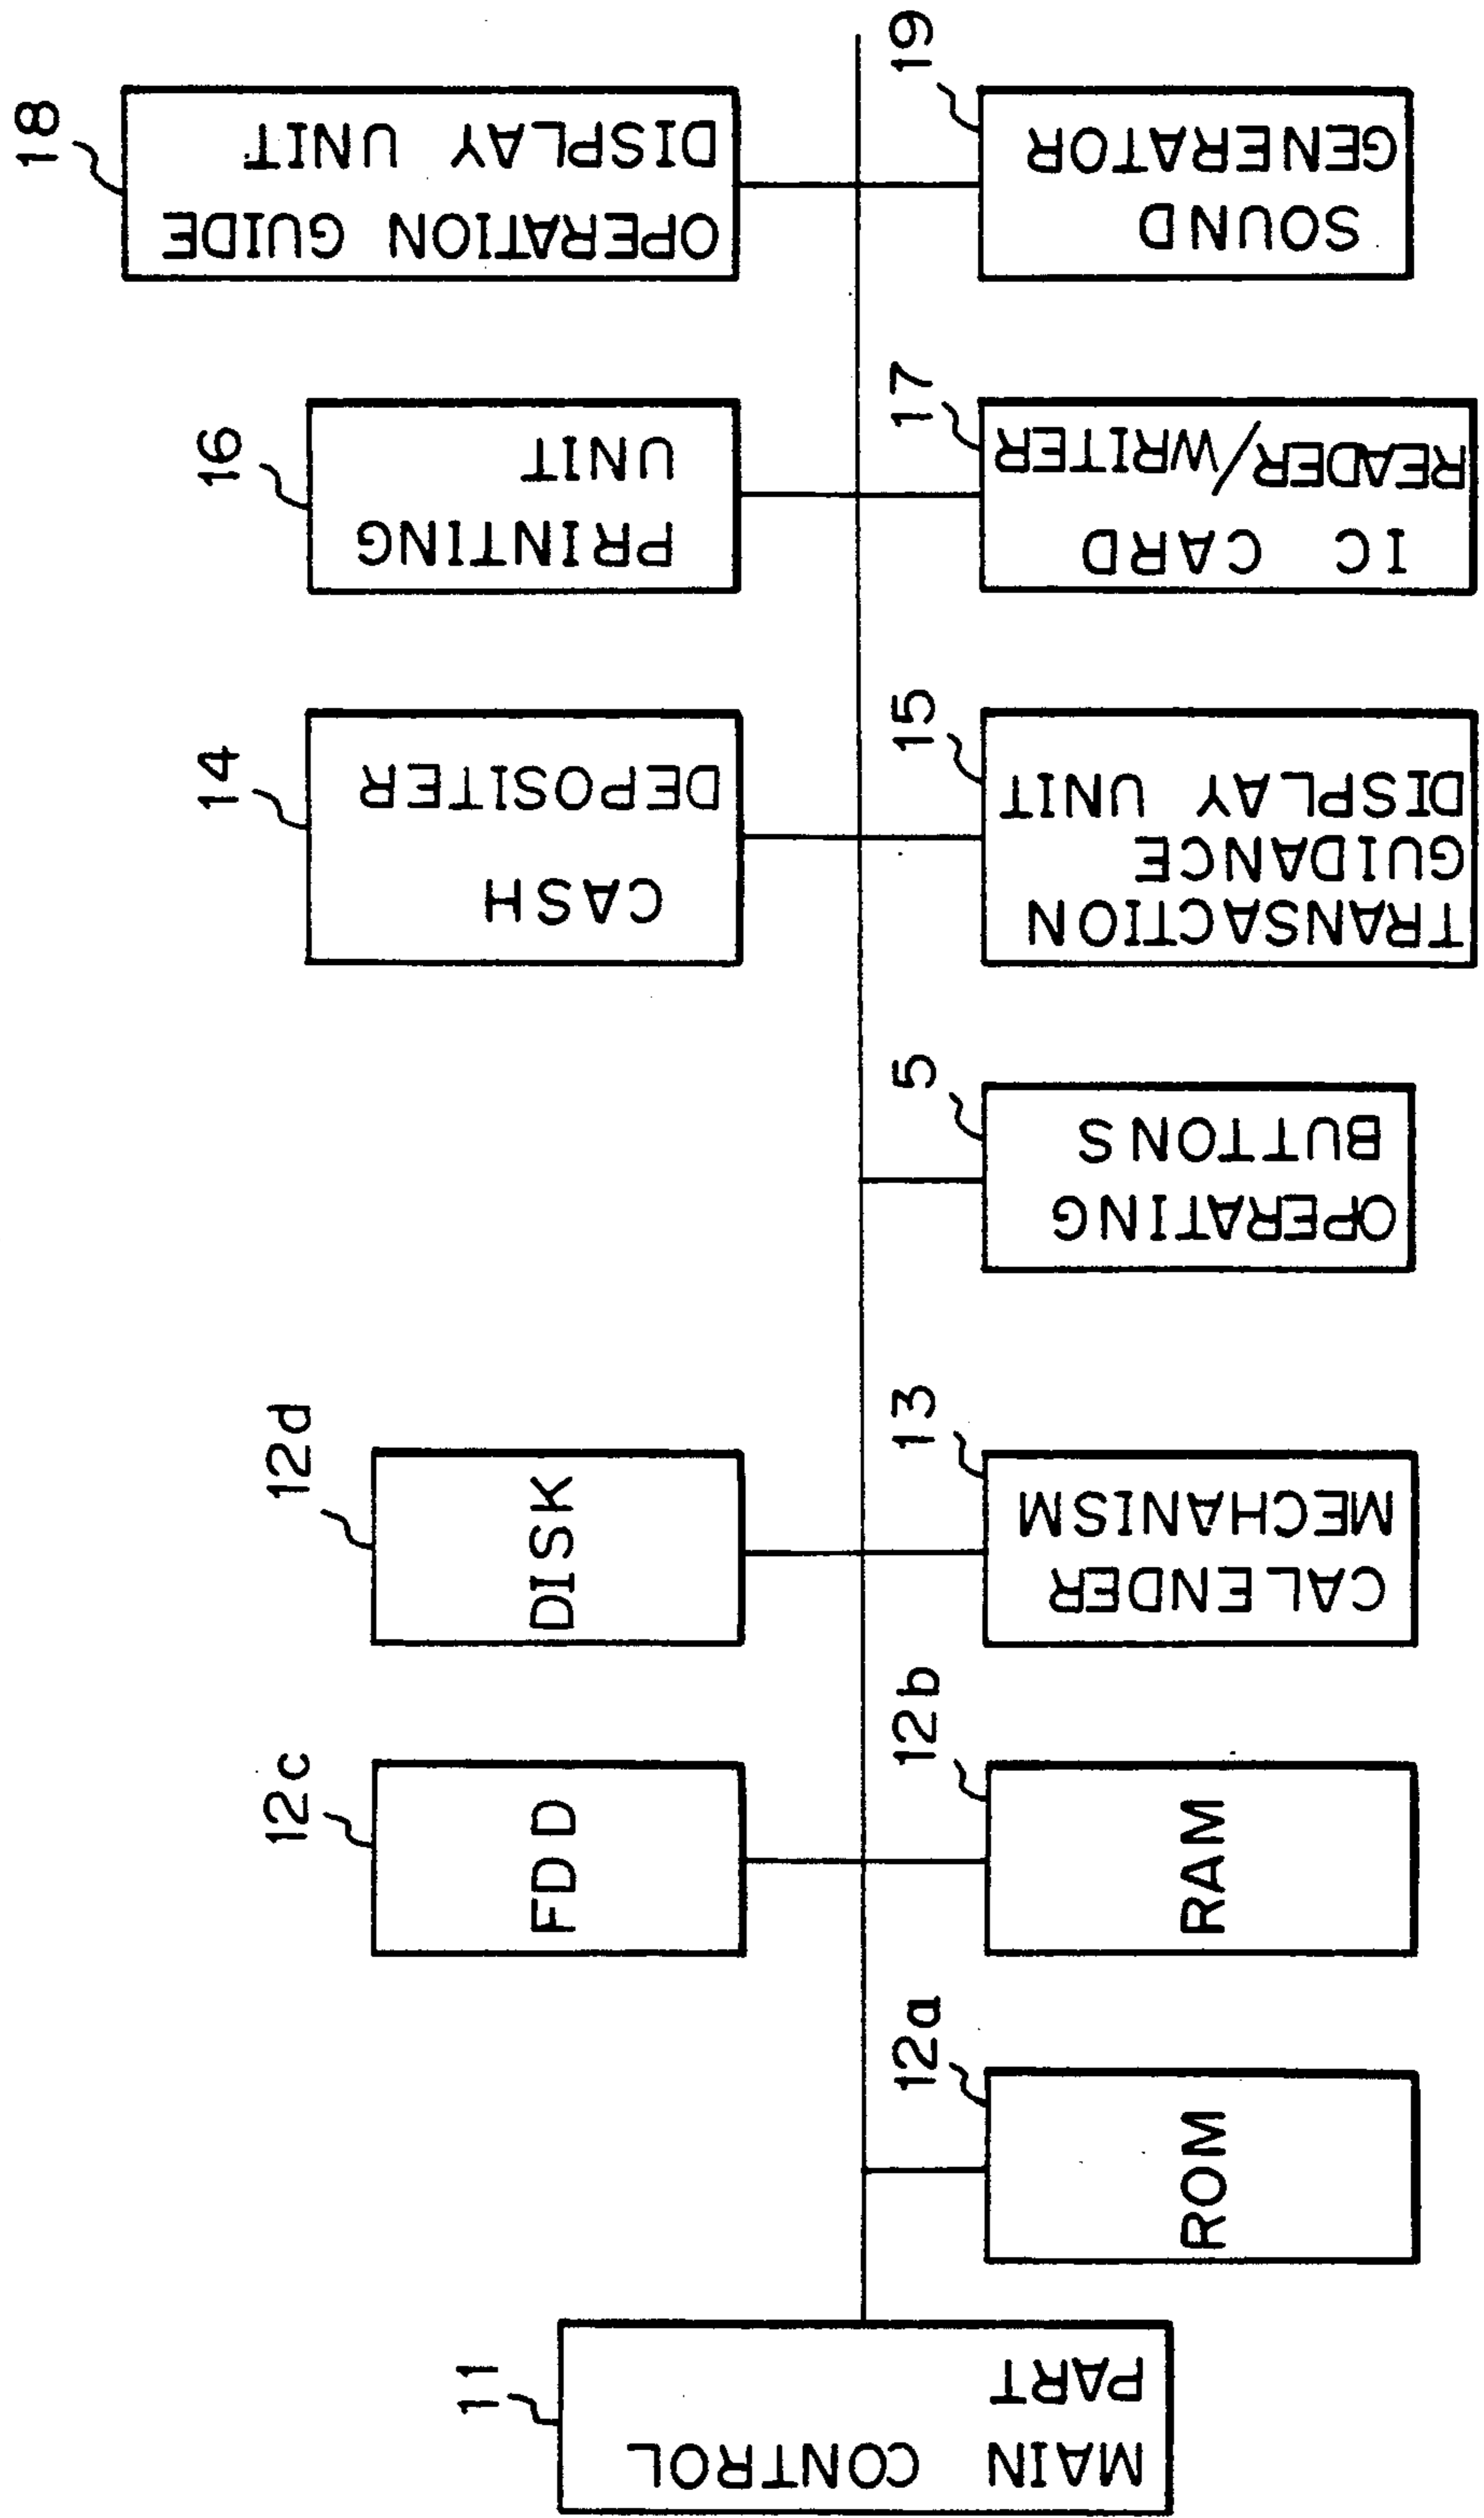 11
MAIN CONTROL
PART
12a
ROM
12c
FDD
12b
RAM
12d
DISK
13
CALENDER
MECHANISM
5
OPERATING
BUTTONS
14
CASH
DEPOSITER
15
TRANSACTION
GUIDANCE
DISPLAY UNIT
16
PRINTING
UNIT
17
IC CARD
READER/WRITER
18
OPERATION GUIDE
DISPLAY UNIT
19
SOUND
GENERATOR